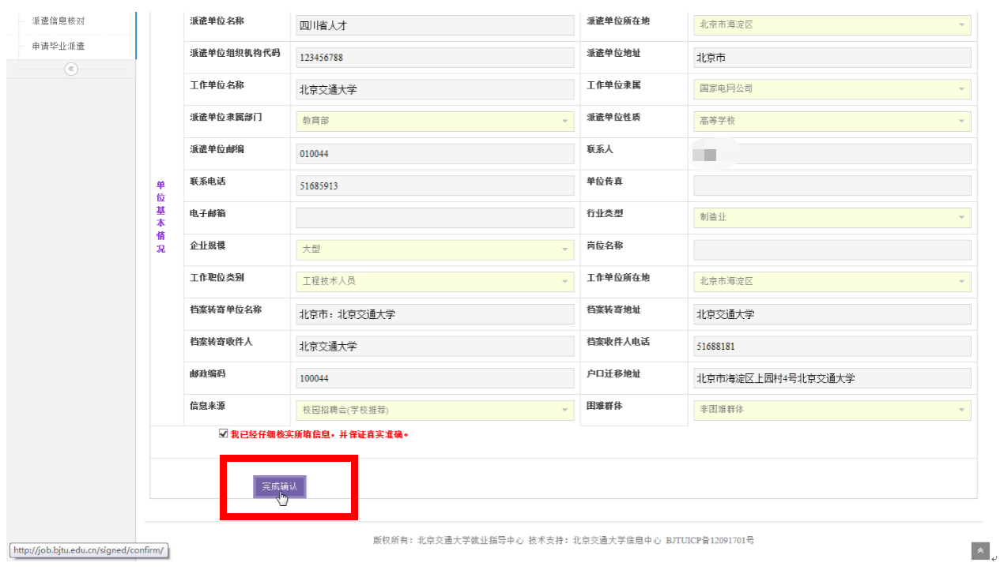 派遣信息核对
申请毕业派遣
派遣单位名称 四川省人才 派遣单位所在地 北京市海淀区
派遣单位组织机构代码 123456788 派遣单位地址 北京市
工作单位名称 北京交通大学 工作单位隶属 国家电网公司
派遣单位隶属部门 教育部 派遣单位性质 高等学校
派遣单位邮编 010044 联系人
联系电话 51685913 单位传真
电子邮箱 行业类型 制造业
企业规模 大型 岗位名称
工作职位类别 工程技术人员 工作单位所在地 北京市海淀区
档案转寄单位名称 北京市：北京交通大学 档案转寄地址 北京交通大学
档案转寄收件人 北京交通大学 档案收件人电话 51688181
邮政编码 100044 户口迁移地址 北京市海淀区上园村4号北京交通大学
信息来源 校园招聘会(学校推荐) 困难群体 非困难群体
单位基本情况
我已经仔细核实所填信息，并保证真实准确。
完成确认
版权所有：北京交通大学就业指导中心 技术支持：北京交通大学信息中心 BJTUICP备12091701号
http://job.bjtu.edu.cn/signed/confirm/